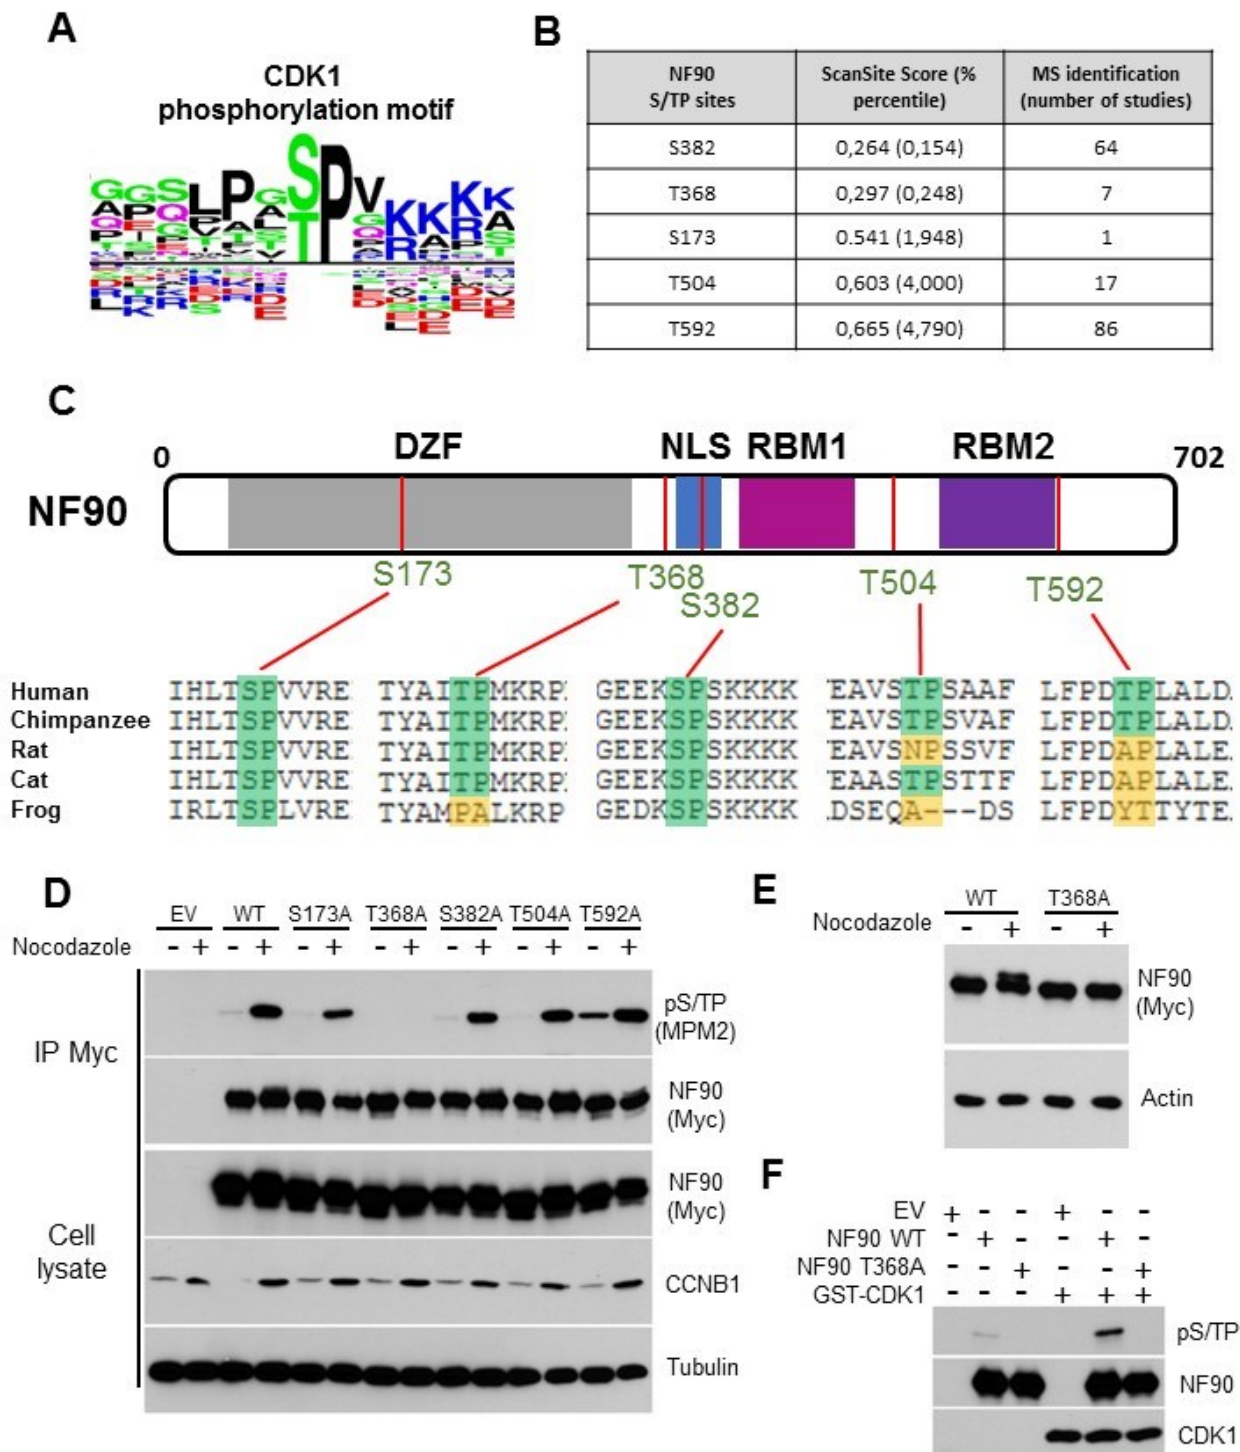 A
CDK1
phosphorylation motif
B
NF90
S/TP sites
ScanSite Score (%
percentile)
MS identification
(number of studies)
S382 0,264 (0,154) 64
T368 0,297 (0,248) 7
S173 0.541 (1,948) 1
T504 0,603 (4,000) 17
T592 0,665 (4,790) 86
C
0 DZF NLS RBM1 RBM2 702
NF90
S173 T368 S382 T504 T592
Human IHLTSPVVRE TYAITPMKRP GEEKSPSKKKK EAVSTPSAAF LFPDTPLALD
Chimpanzee IHLTSPVVRE TYAITPMKRP GEEKSPSKKKK EAVSTPSVAF LFPDTPLALD
Rat IHLTSPVVRE TYAITPMKRP GEEKSPSKKKK EAVSNPSSVF LFPDAPLALE
Cat IHLTSPVVRE TYAITPMKRP GEEKSPSKKKK EAASTPSTTF LFPDAPLALE
Frog IRLTSPLVRE TYAMPALKRP GEDKSPSKKKK DSEQA---DS LFPDYTTYTE
D
EV WT S173A T368A S382A T504A T592A
Nocodazole - + - + - + - + - + - + - +
IP Myc
pS/TP
(MPM2)
NF90
(Myc)
Cell
lysate
NF90
(Myc)
CCNB1
Tubulin
E
WT T368A
Nocodazole - + - +
NF90
(Myc)
Actin
F
EV + - - + - -
NF90 WT - + - - + -
NF90 T368A - - + - - +
GST-CDK1 - - - + + +
pS/TP
NF90
CDK1